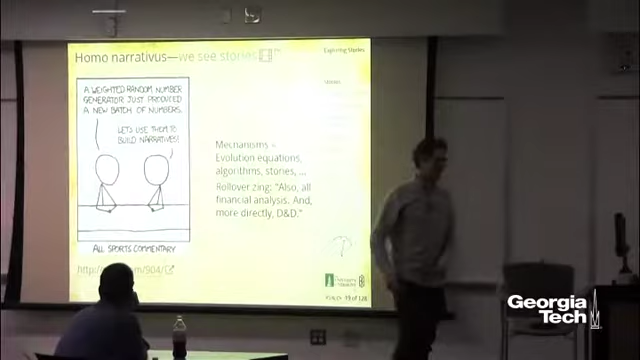 Homo narrativus—we see stories
Exploring Stories
A WEIGHTED RANDOM NUMBER
GENERATOR JUST PRODUCED
A NEW BATCH OF NUMBERS.
LET'S USE THEM TO
BUILD NARRATIVES!
ALL SPORTS COMMENTARY
Mechanisms =
Evolution equations,
algorithms, stories, ...
Rollover zing: "Also, all
financial analysis. And,
more directly, D&D."
Georgia
Tech